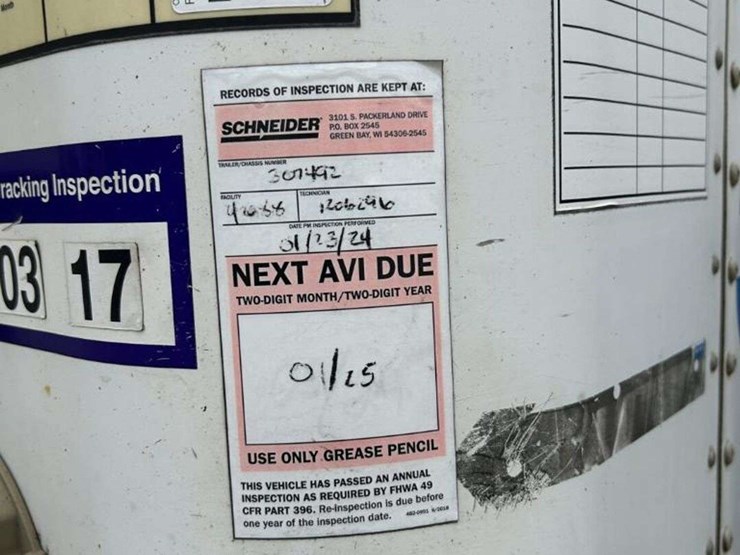 RECORDS OF INSPECTION ARE KEPT AT:
SCHNEIDER
3101 S. PACKERLAND DRIVE
P.O. BOX 2545
GREEN BAY, WI 54306-2545
TRAILER/CHASSIS NUMBER
307492
FACILITY
TECHNICIAN
DATE PM INSPECTION PERFORMED
01/23/24
NEXT AVI DUE
TWO-DIGIT MONTH/TWO-DIGIT YEAR
01/25
USE ONLY GREASE PENCIL
THIS VEHICLE HAS PASSED AN ANNUAL
INSPECTION AS REQUIRED BY FHWA 49
CFR PART 396. Re-inspection is due before
one year of the inspection date.
racking Inspection
03 17